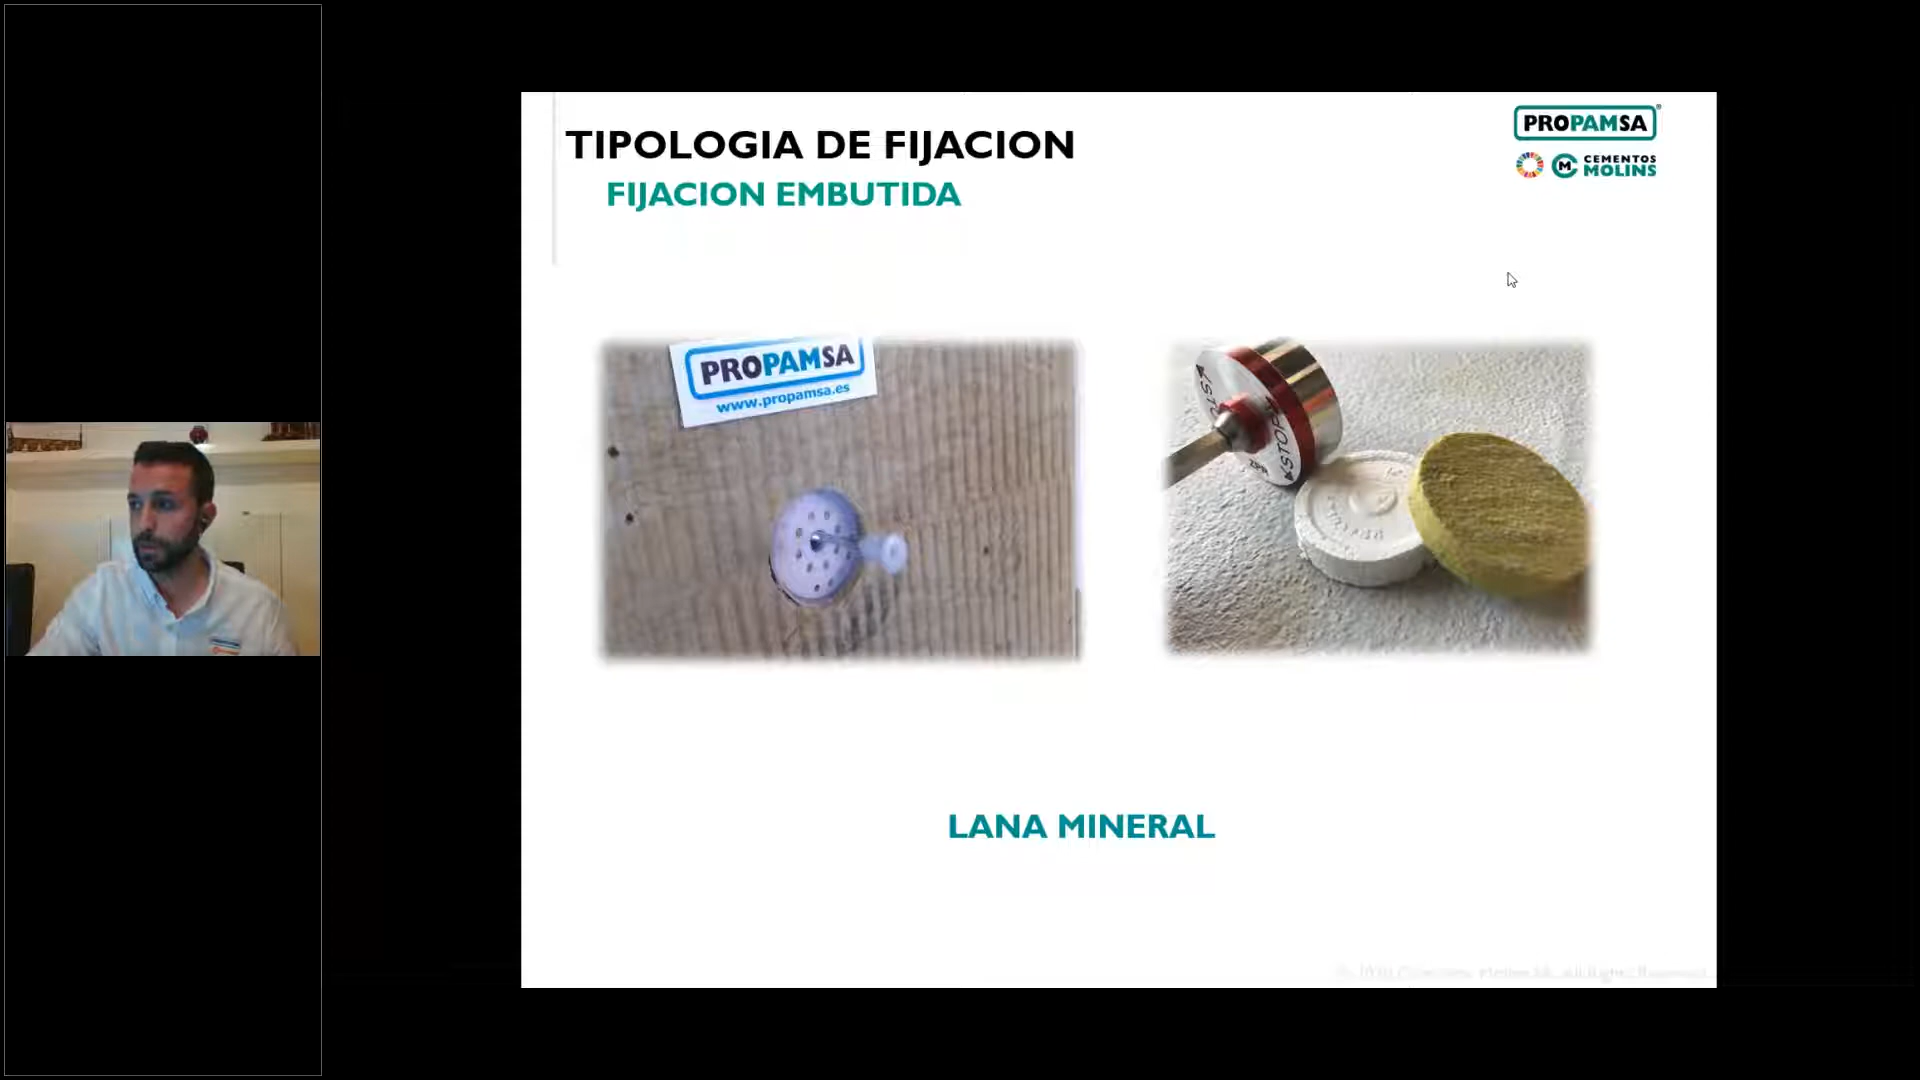 TIPOLOGIA DE FIJACION
FIJACION EMBUTIDA
PROPAMSA
CEMENTOS
MOLINS
PROPAMSA
www.propamsa.es
STOP
LANA MINERAL